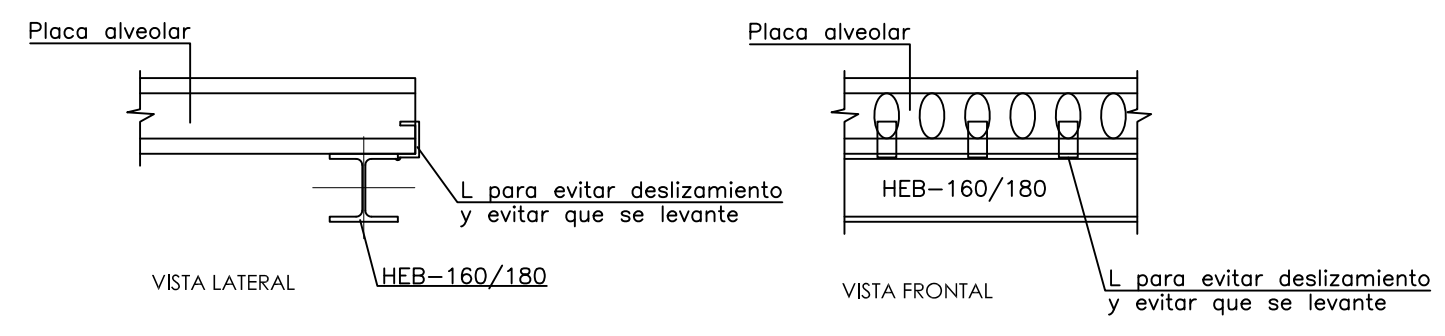 Placa alveolar
L para evitar deslizamiento
y evitar que se levante
HEB-160/180
VISTA LATERAL
Placa alveolar
HEB-160/180
L para evitar deslizamiento
y evitar que se levante
VISTA FRONTAL